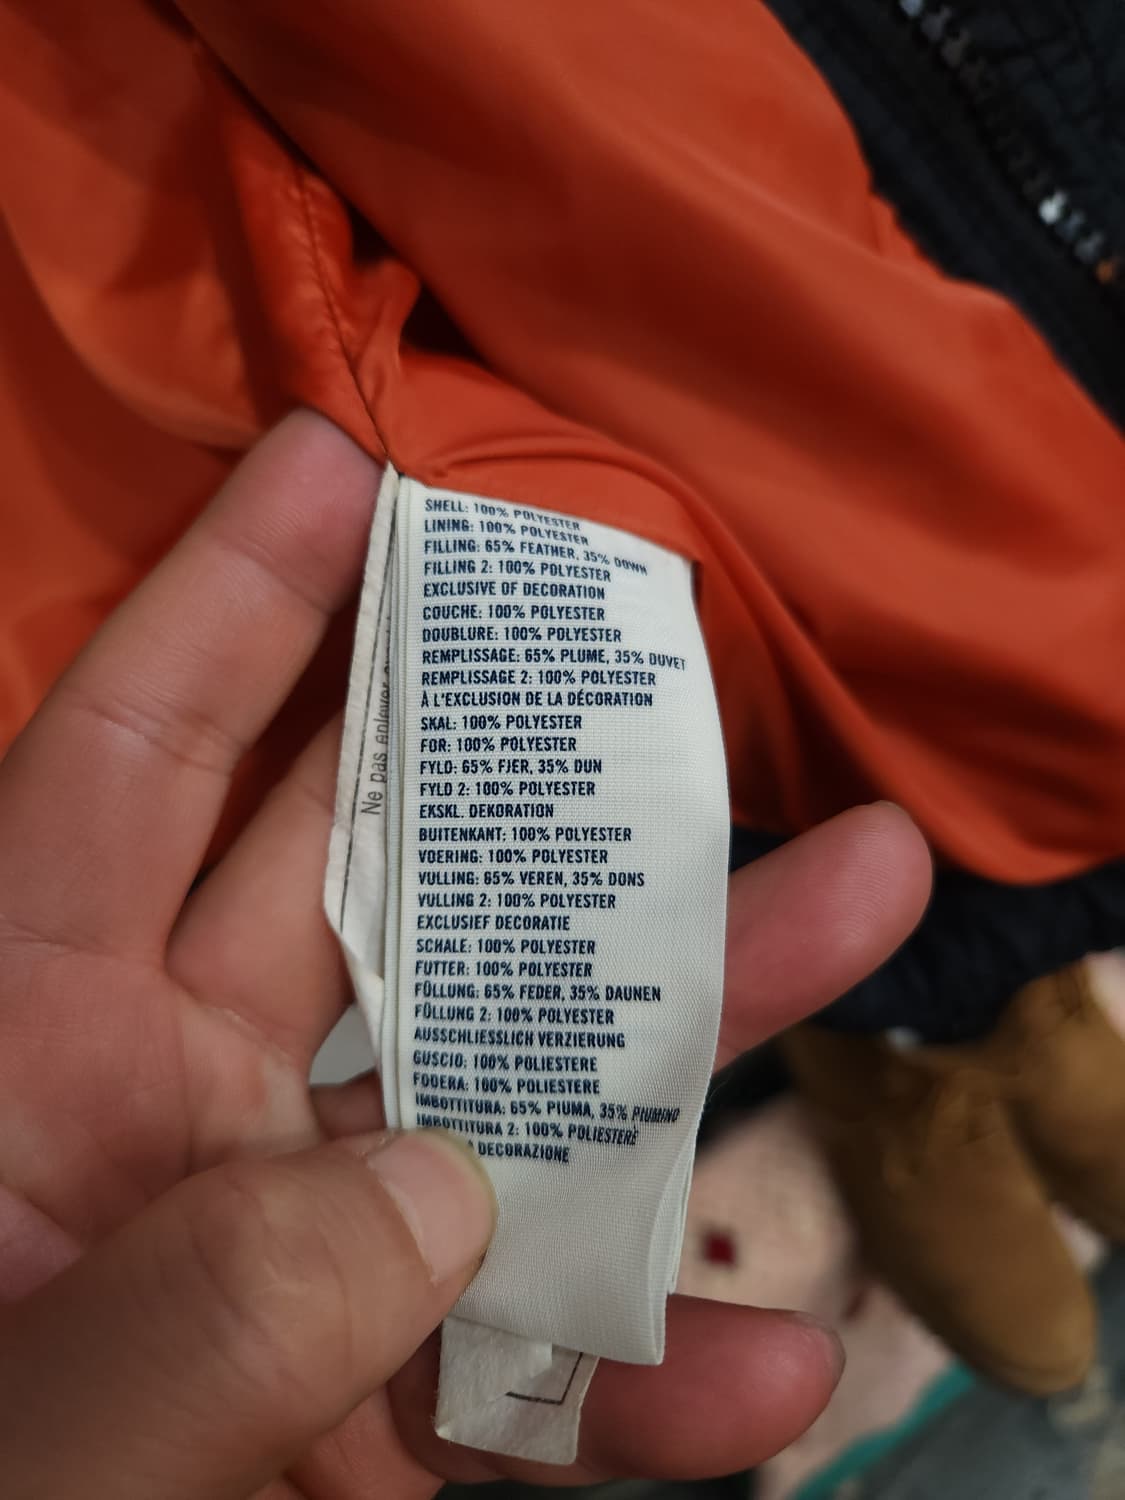 SHELL: 100% POLYESTER
LINING: 100% POLYESTER
FILLING: 65% FEATHER, 35% DOWN
FILLING 2: 100% POLYESTER
EXCLUSIVE OF DECORATION
COUCHE: 100% POLYESTER
DOUBLURE: 100% POLYESTER
REMPLISSAGE: 65% PLUME, 35% DUVET
REMPLISSAGE 2: 100% POLYESTER
À L'EXCLUSION DE LA DÉCORATION
SKAL: 100% POLYESTER
FOR: 100% POLYESTER
FYLD: 65% FJER, 35% DUN
FYLD 2: 100% POLYESTER
EKSKL. DEKORATION
BUITENKANT: 100% POLYESTER
VOERING: 100% POLYESTER
VULLING: 65% VEREN, 35% DONS
VULLING 2: 100% POLYESTER
EXCLUSIEF DECORATIE
SCHALE: 100% POLYESTER
FUTTER: 100% POLYESTER
FÜLLUNG: 65% FEDER, 35% DAUNEN
FÜLLUNG 2: 100% POLYESTER
AUSSCHLIESSLICH VERZIERUNG
GUSCIO: 100% POLIESTERE
FODERA: 100% POLIESTERE
IMBOTTITURA: 65% PIUMA, 35% PIUMINO
IMBOTTITURA 2: 100% POLIESTERE
DECORAZIONE
Ne pas enlever